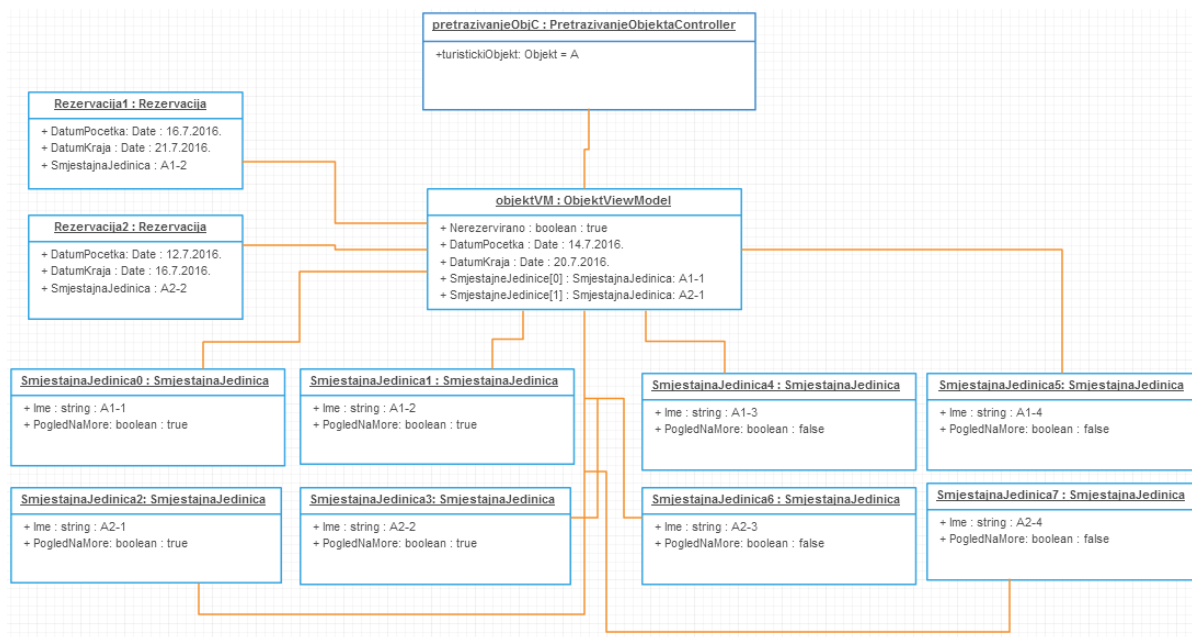 pretrazivanjeObjC : PretrazivanjeObjektaController
+turistickiObjekt: Objekt = A
Rezervacija1 : Rezervacija
+ DatumPocetka: Date : 16.7.2016.
+ DatumKraja : Date : 21.7.2016.
+ SmjestajnaJedinica : A1-2
Rezervacija2 : Rezervacija
+ DatumPocetka: Date : 12.7.2016.
+ DatumKraja : Date : 16.7.2016.
+ SmjestajnaJedinica : A2-2
objektVM : ObjektViewModel
+ Nerezervirano : boolean : true
+ DatumPocetka : Date : 14.7.2016.
+ DatumKraja : Date : 20.7.2016.
+ SmjestajneJedinice[0] : SmjestajnaJedinica: A1-1
+ SmjestajneJedinice[1] : SmjestajnaJedinica: A2-1
SmjestajnaJedinica0 : SmjestajnaJedinica
+ Ime : string : A1-1
+ PogledNaMore: boolean : true
SmjestajnaJedinica1 : SmjestajnaJedinica
+ Ime : string : A1-2
+ PogledNaMore: boolean : true
SmjestajnaJedinica4 : SmjestajnaJedinica
+ Ime : string : A1-3
+ PogledNaMore: boolean : false
SmjestajnaJedinica5: SmjestajnaJedinica
+ Ime : string : A1-4
+ PogledNaMore: boolean : false
SmjestajnaJedinica2: SmjestajnaJedinica
+ Ime : string : A2-1
+ PogledNaMore: boolean : true
SmjestajnaJedinica3: SmjestajnaJedinica
+ Ime : string : A2-2
+ PogledNaMore: boolean : true
SmjestajnaJedinica6 : SmjestajnaJedinica
+ Ime : string : A2-3
+ PogledNaMore: boolean : false
SmjestajnaJedinica7 : SmjestajnaJedinica
+ Ime : string : A2-4
+ PogledNaMore: boolean : false